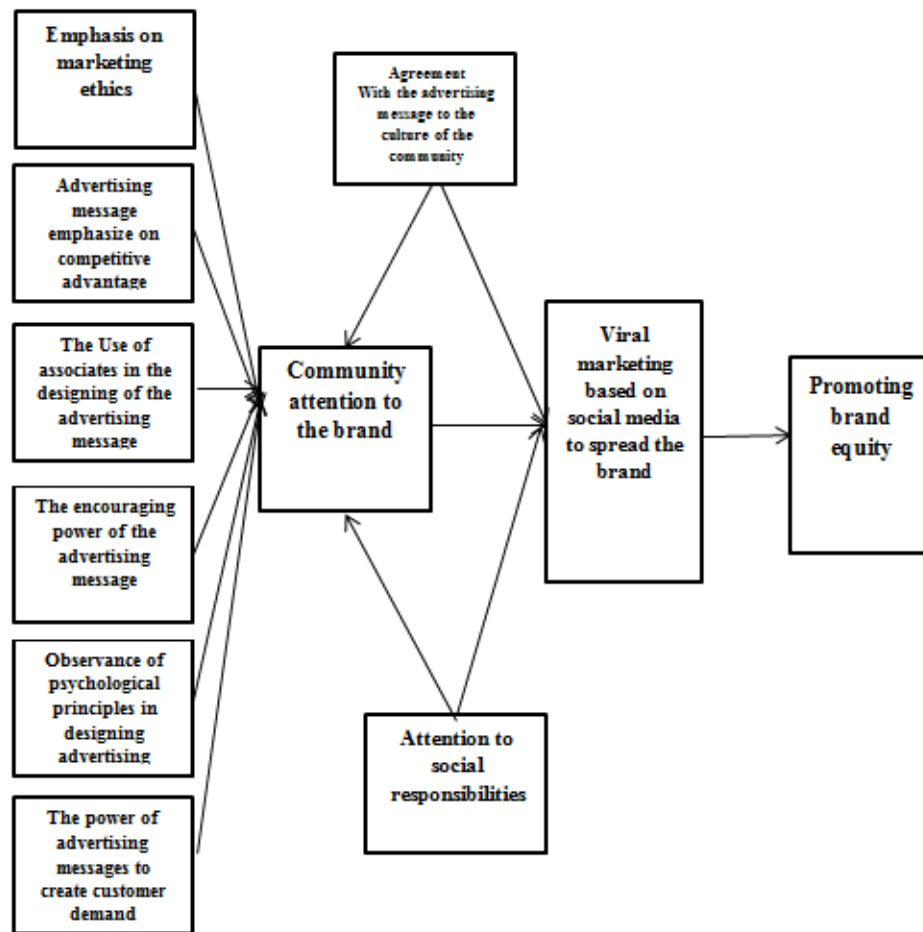 Emphasis on
marketing
ethics
Advertising
message
emphasize on
competitive
advantage
The Use of
associates in the
designing of the
advertising
message
The encouraging
power of the
advertising
message
Observance of
psychological
principles in
designing
advertising
The power of
advertising
messages to
create customer
demand
Agreement
With the advertising
message to the
culture of the
community
Community
attention to
the brand
Attention to
social
responsibilities
Viral
marketing
based on
social media
to spread the
brand
Promoting
brand
equity